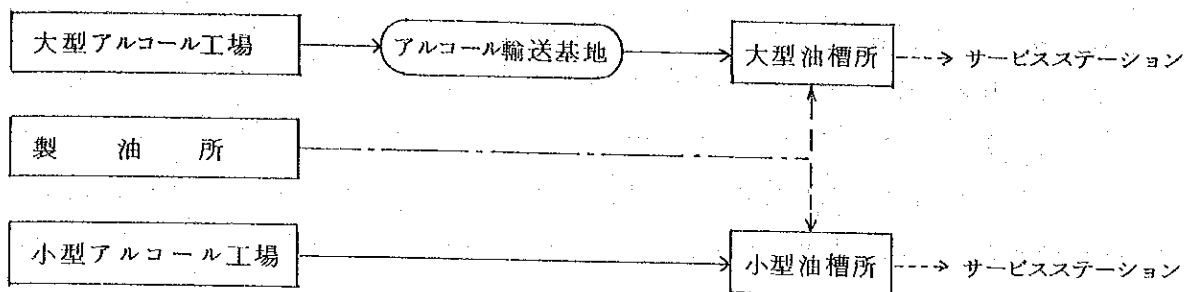 大型アルコール工場
アルコール輸送基地
大型油槽所
サービスステーション
製油所
小型アルコール工場
小型油槽所
サービスステーション